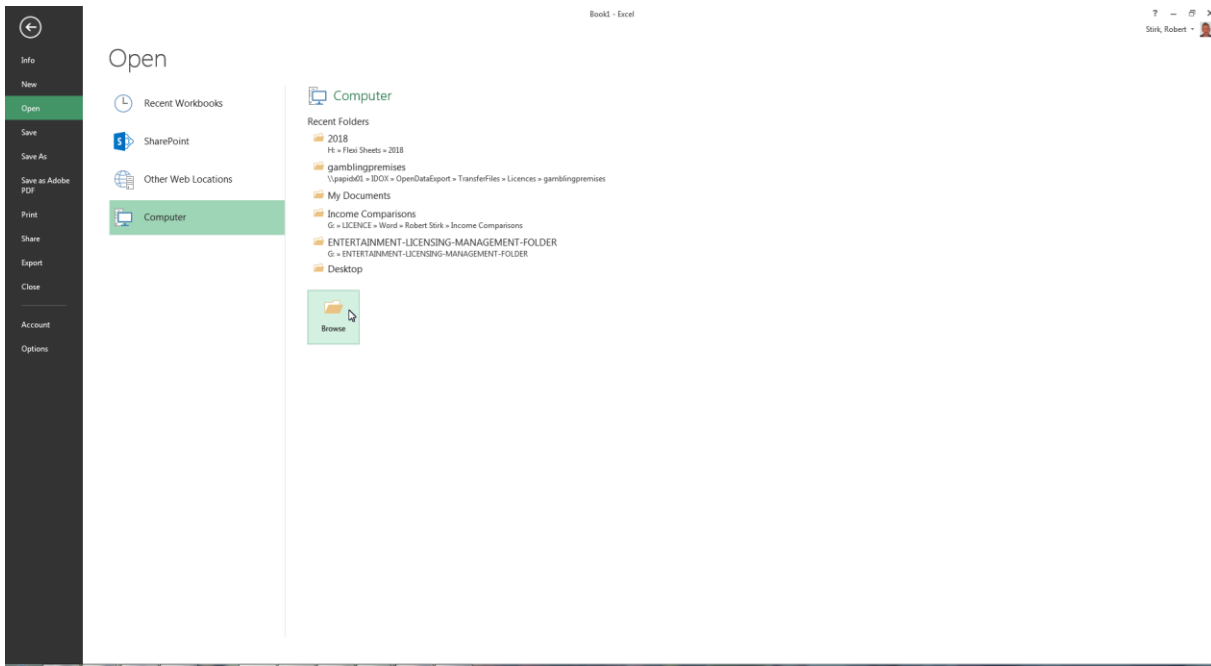 Book1 - Excel
Stirk, Robert
Info
New
Open
Save
Save As
Save as Adobe
PDF
Print
Share
Export
Close
Account
Options
Open
Recent Workbooks
SharePoint
Other Web Locations
Computer
Computer
Recent Folders
2018
H: » Flexi Sheets » 2018
gamblingpremises
\\papidx01 » IDOX » OpenDataExport » TransferFiles » Licences » gamblingpremises
My Documents
Income Comparisons
G: » LICENCE » Word » Robert Stirk » Income Comparisons
ENTERTAINMENT-LICENSING-MANAGEMENT-FOLDER
G: » ENTERTAINMENT-LICENSING-MANAGEMENT-FOLDER
Desktop
Browse